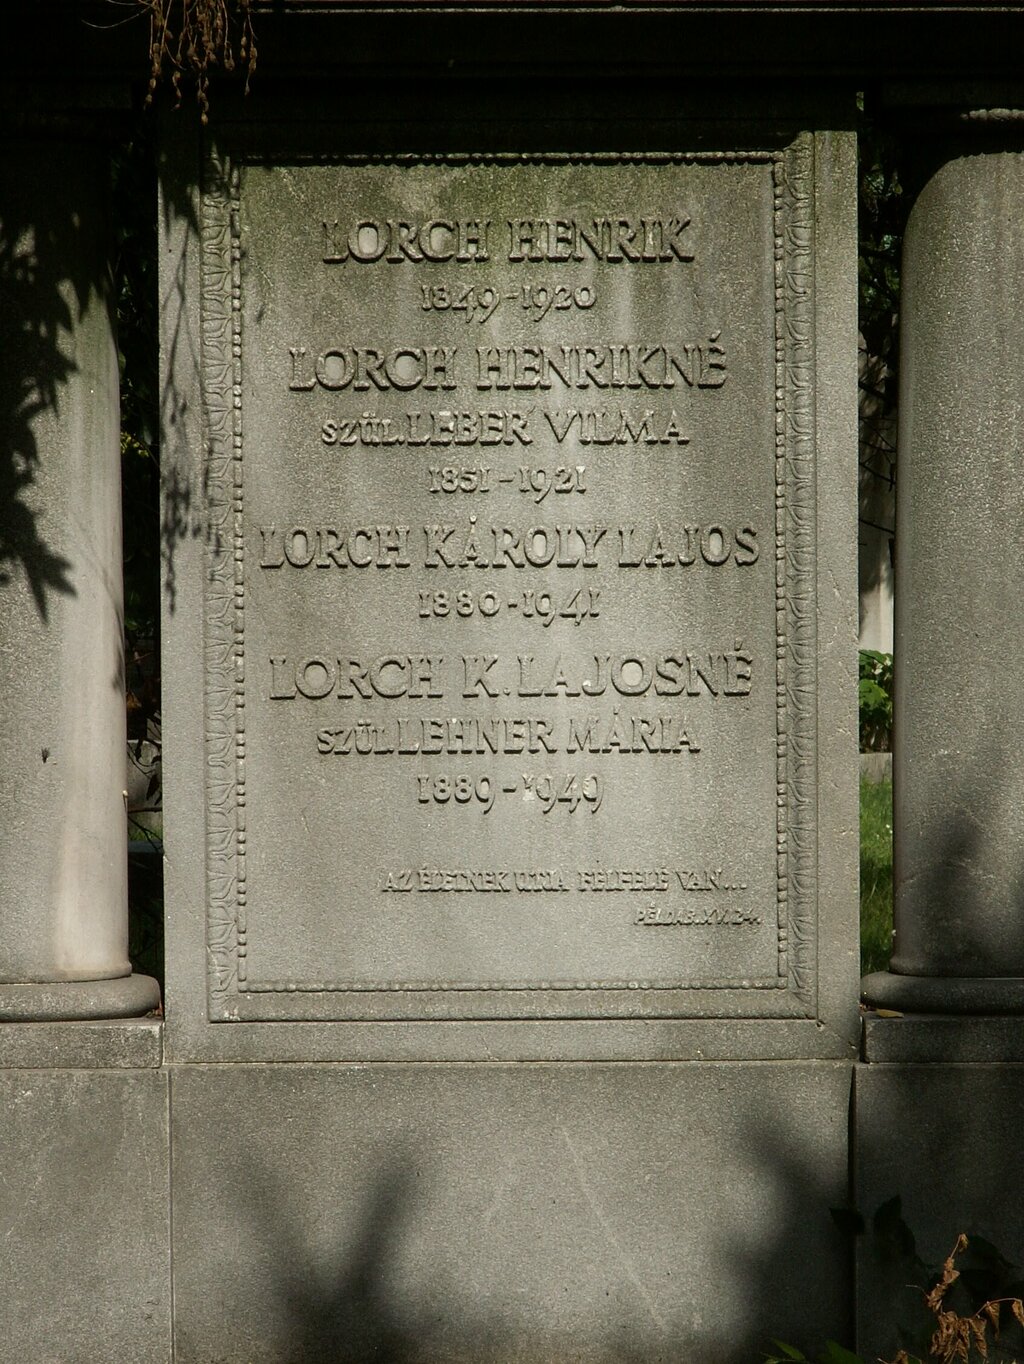 LORCH HENRIK
1849-1920
LORCH HENRIKNÉ
SZÜL. LÉBER VILMA
1851-1921
LORCH KÁROLY LAJOS
1880-1941
LORCH K. LAJOSNÉ
SZÜL. LEHNER MÁRIA
1889-1949
AZ ÉLETNEK ÚTJA FELFELÉ VAN...
PÉLDAB. XV. 24.